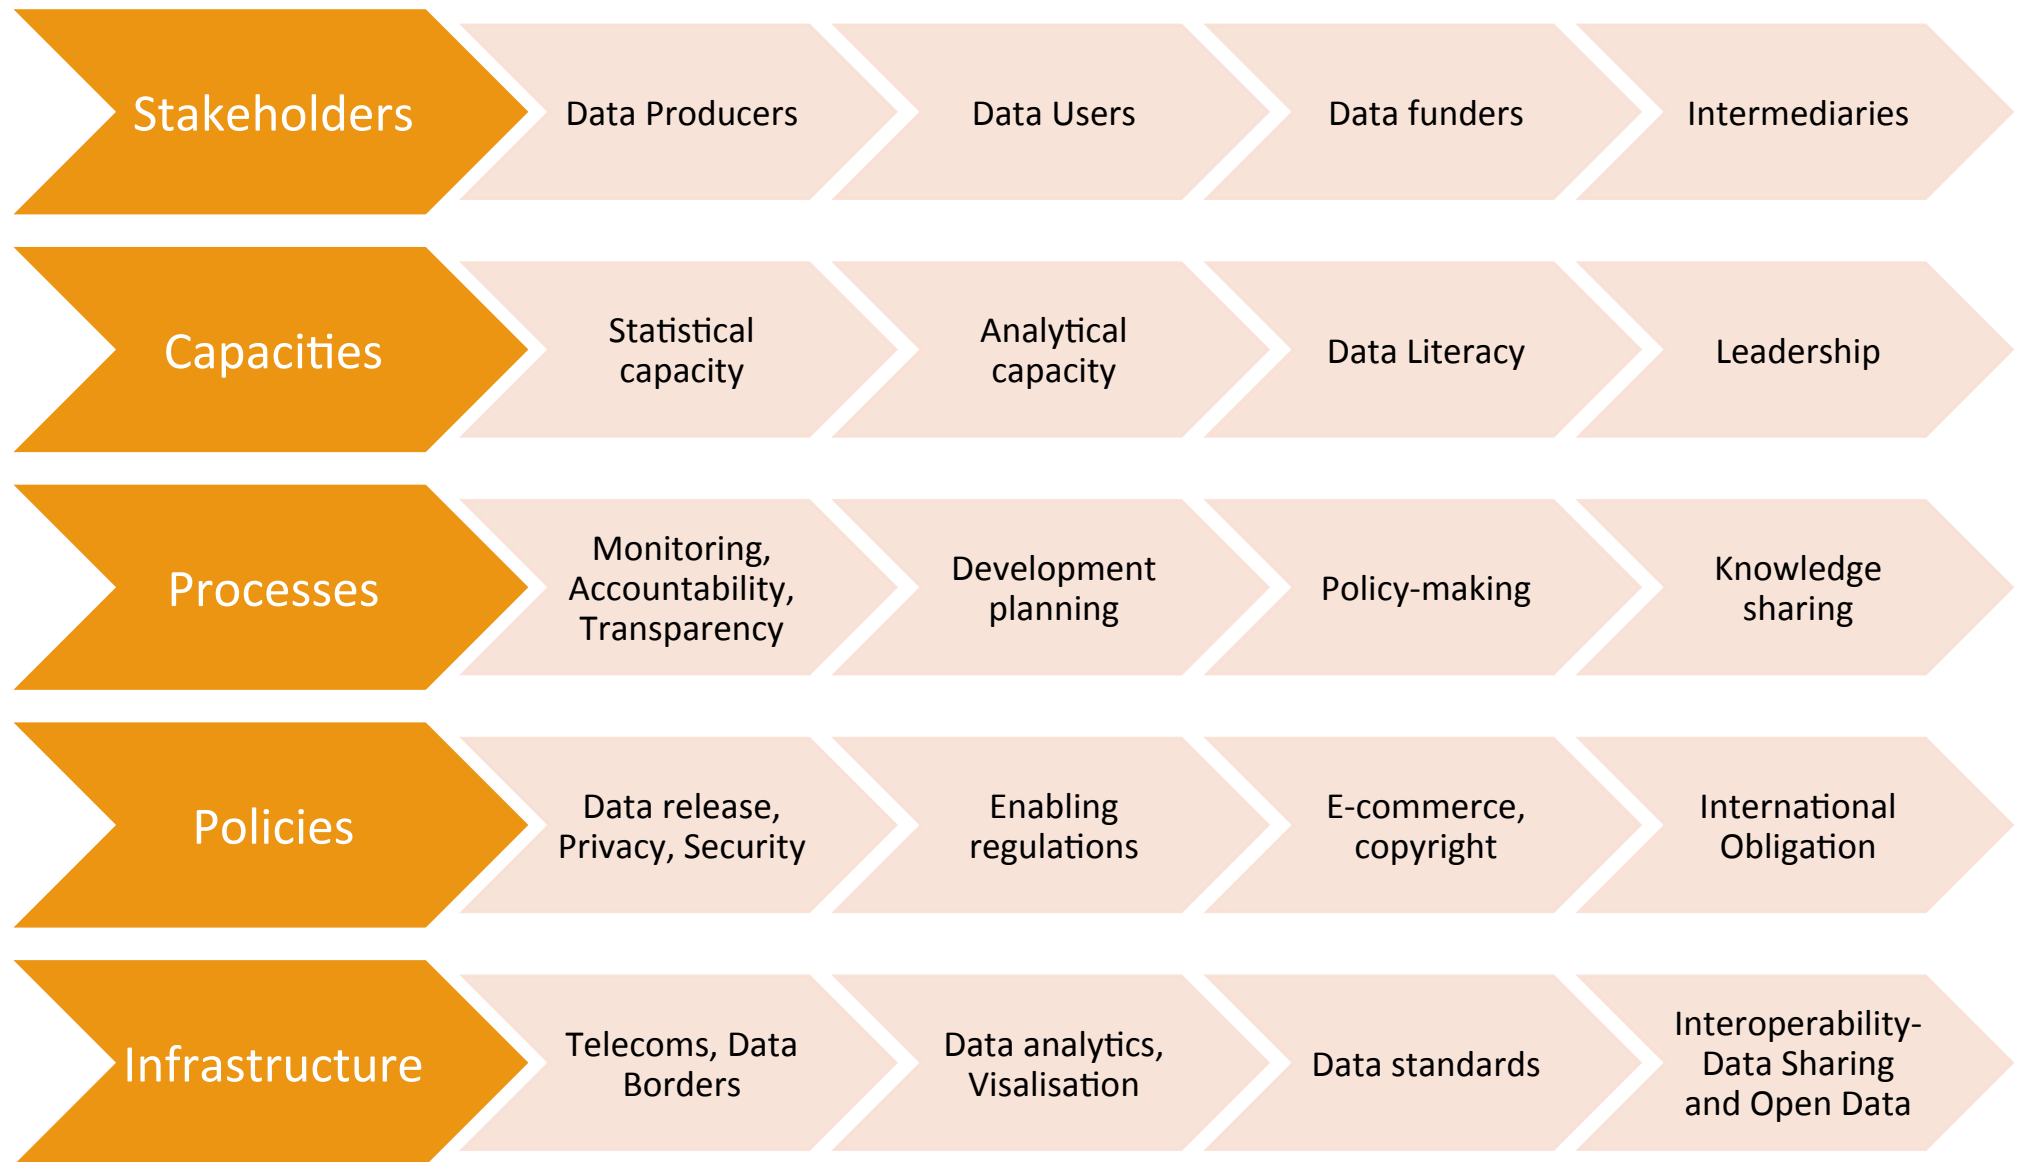 Stakeholders
Data Producers
Data Users
Data funders
Intermediaries
Capacities
Statistical
capacity
Analytical
capacity
Data Literacy
Leadership
Processes
Monitoring,
Accountability,
Transparency
Development
planning
Policy-making
Knowledge
sharing
Policies
Data release,
Privacy, Security
Enabling
regulations
E-commerce,
copyright
International
Obligation
Infrastructure
Telecoms, Data
Borders
Data analytics,
Visalisation
Data standards
Interoperability-
Data Sharing
and Open Data